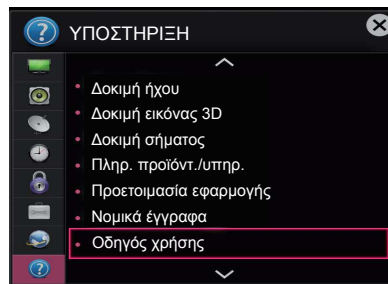 ΥΠΟΣΤΗΡΙΞΗ
Δοκιμή ήχου
Δοκιμή εικόνας 3D
Δοκιμή σήματος
Πληρ. προϊόντ./υπηρ.
Προετοιμασία εφαρμογής
Νομικά έγγραφα
Οδηγός χρήσης